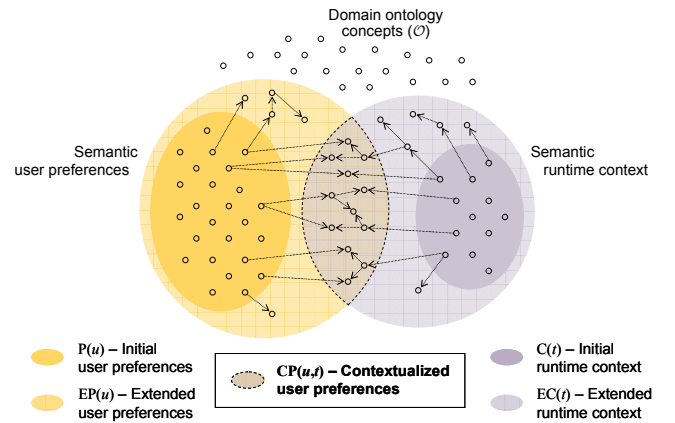 Domain ontology
concepts (𝒪)
Semantic
user preferences
Semantic
runtime context
P(u) – Initial
user preferences
EP(u) – Extended
user preferences
CP(u,t) – Contextualized
user preferences
C(t) – Initial
runtime context
EC(t) – Extended
runtime context